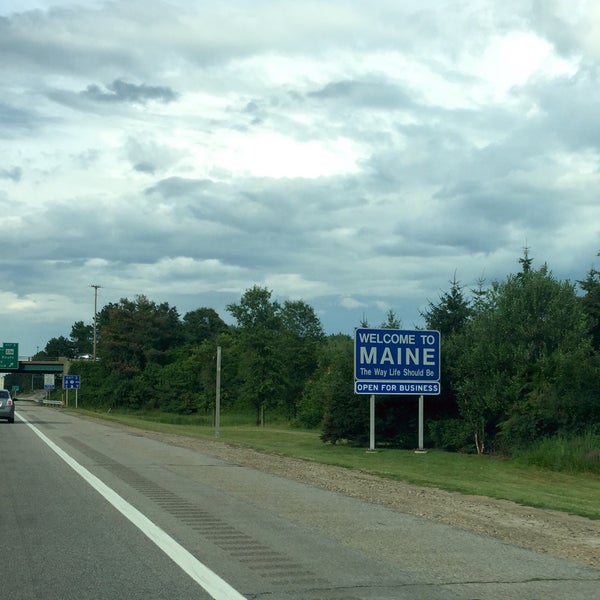 WELCOME TO
MAINE
The Way Life Should Be
OPEN FOR BUSINESS